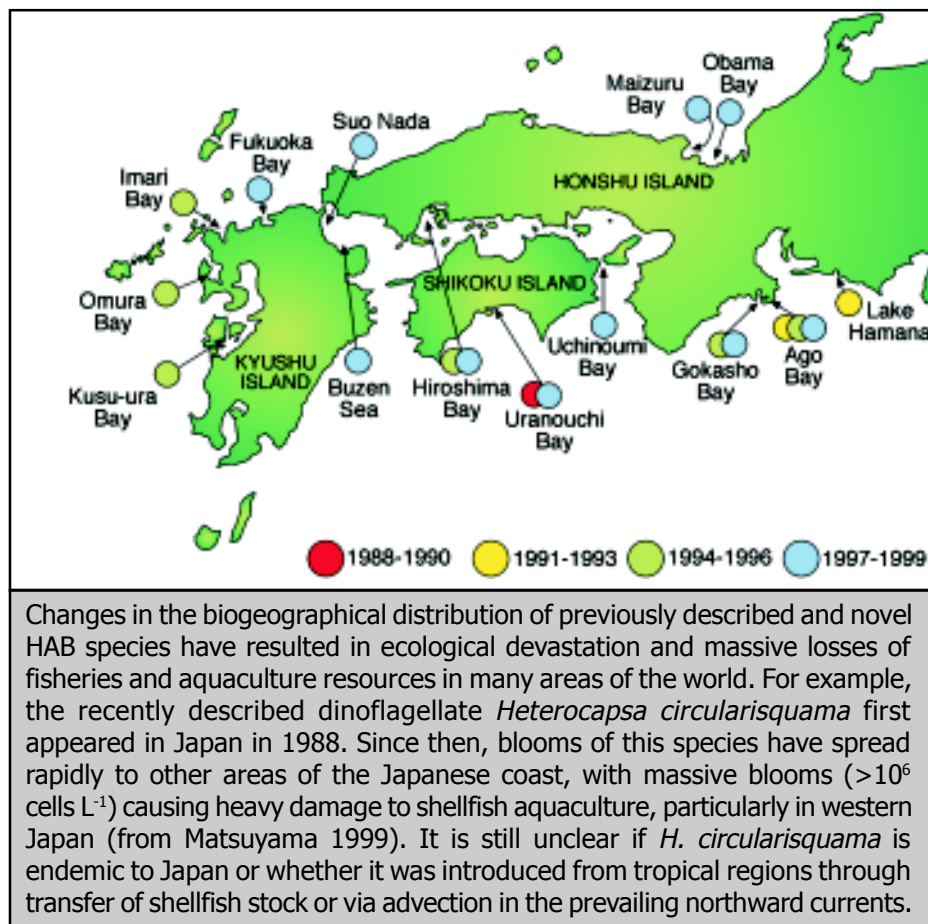 Maizuru
Bay
Obama
Bay
Suo Nada
Fukuoka
Bay
Imari
Bay
HONSHU ISLAND
SHIKOKU ISLAND
Omura
Bay
KYUSHU
ISLAND
Kusu-ura
Bay
Buzen
Sea
Hiroshima
Bay
Uranouchi
Bay
Uchinoumi
Bay
Gokasho
Bay
Ago
Bay
Lake
Hamana
1988-1990
1991-1993
1994-1996
1997-1999
Changes in the biogeographical distribution of previously described and novel
HAB species have resulted in ecological devastation and massive losses of
fisheries and aquaculture resources in many areas of the world. For example,
the recently described dinoflagellate Heterocapsa circularisquama first
appeared in Japan in 1988. Since then, blooms of this species have spread
rapidly to other areas of the Japanese coast, with massive blooms (>10⁶
cells L⁻¹) causing heavy damage to shellfish aquaculture, particularly in western
Japan (from Matsuyama 1999). It is still unclear if H. circularisquama is
endemic to Japan or whether it was introduced from tropical regions through
transfer of shellfish stock or via advection in the prevailing northward currents.